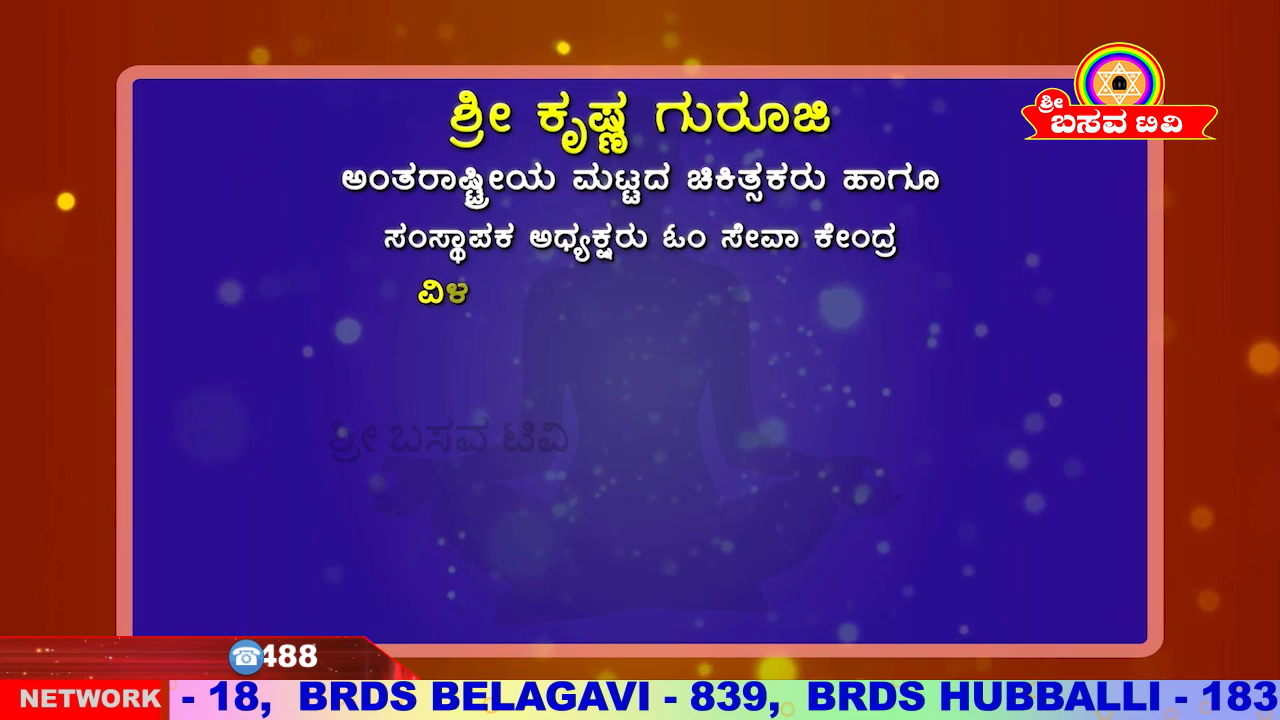 ಶ್ರೀ
ಬಸವ ಟಿವಿ
ಶ್ರೀ ಕೃಷ್ಣ ಗುರೂಜಿ
ಅಂತರಾಷ್ಟ್ರೀಯ ಮಟ್ಟದ ಚಿಕಿತ್ಸಕರು ಹಾಗೂ
ಸಂಸ್ಥಾಪಕ ಅಧ್ಯಕ್ಷರು ಓಂ ಸೇವಾ ಕೇಂದ್ರ
ವಿಳ
ಶ್ರೀ ಬಸವ ಟಿವಿ
488
NETWORK - 18, BRDS BELAGAVI - 839, BRDS HUBBALLI - 183